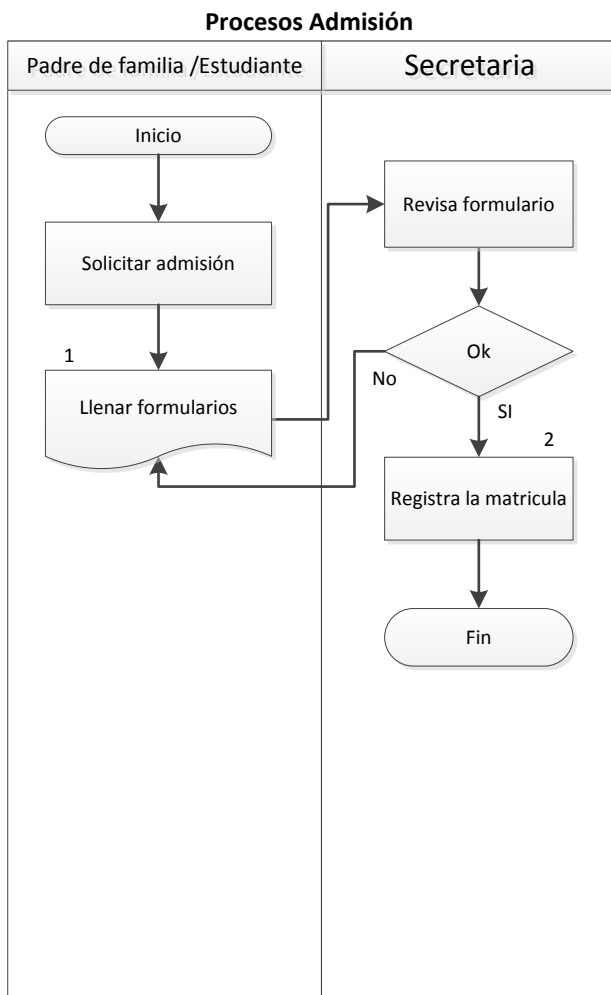 Procesos Admisión
Padre de familia /Estudiante
Secretaria
Inicio
Solicitar admisión
1
Llenar formularios
Revisa formulario
Ok
No
SI
2
Registra la matricula
Fin